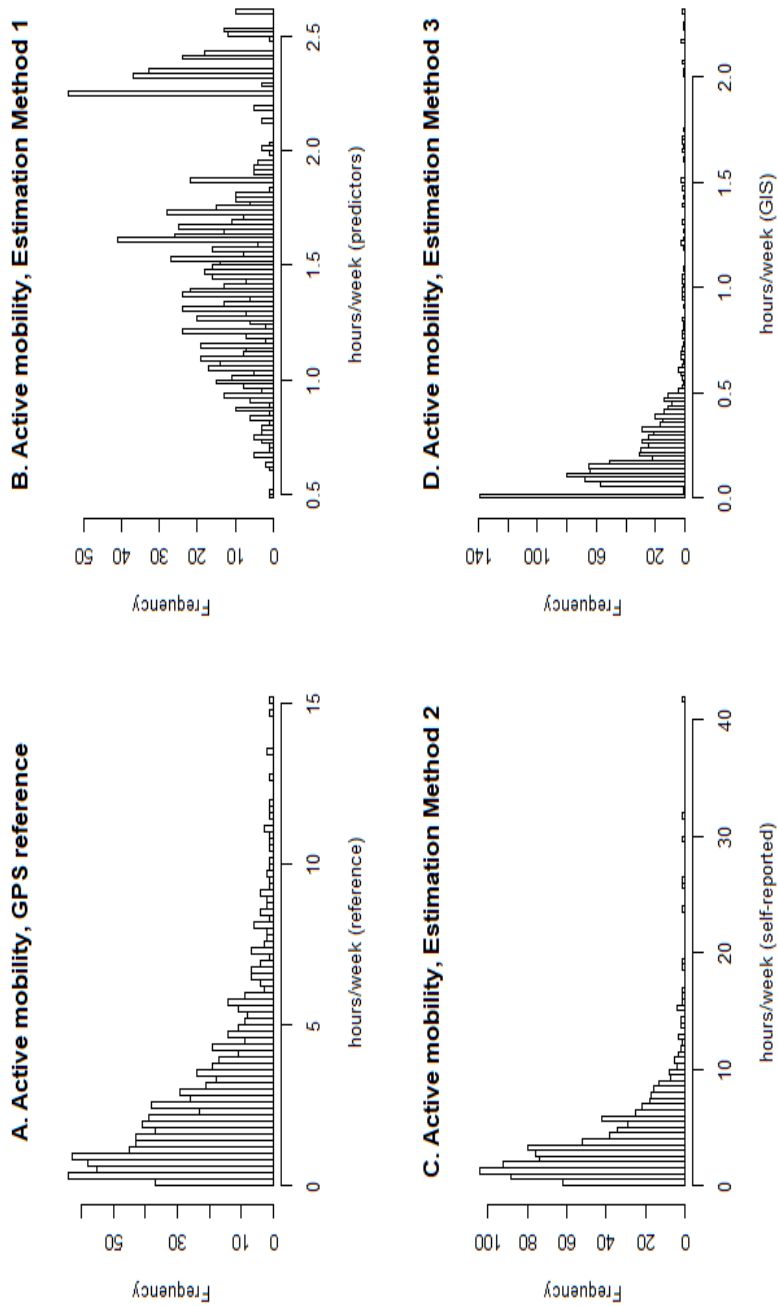 A. Active mobility, GPS reference
Frequency
50
30
10
0
0 5 10 15
hours/week (reference)
B. Active mobility, Estimation Method 1
Frequency
50
40
30
20
10
0
0.5 1.0 1.5 2.0 2.5
hours/week (predictors)
C. Active mobility, Estimation Method 2
Frequency
100
80
60
40
20
0
0 10 20 30 40
hours/week (self-reported)
D. Active mobility, Estimation Method 3
Frequency
140
100
60
20
0
0.0 0.5 1.0 1.5 2.0
hours/week (GIS)